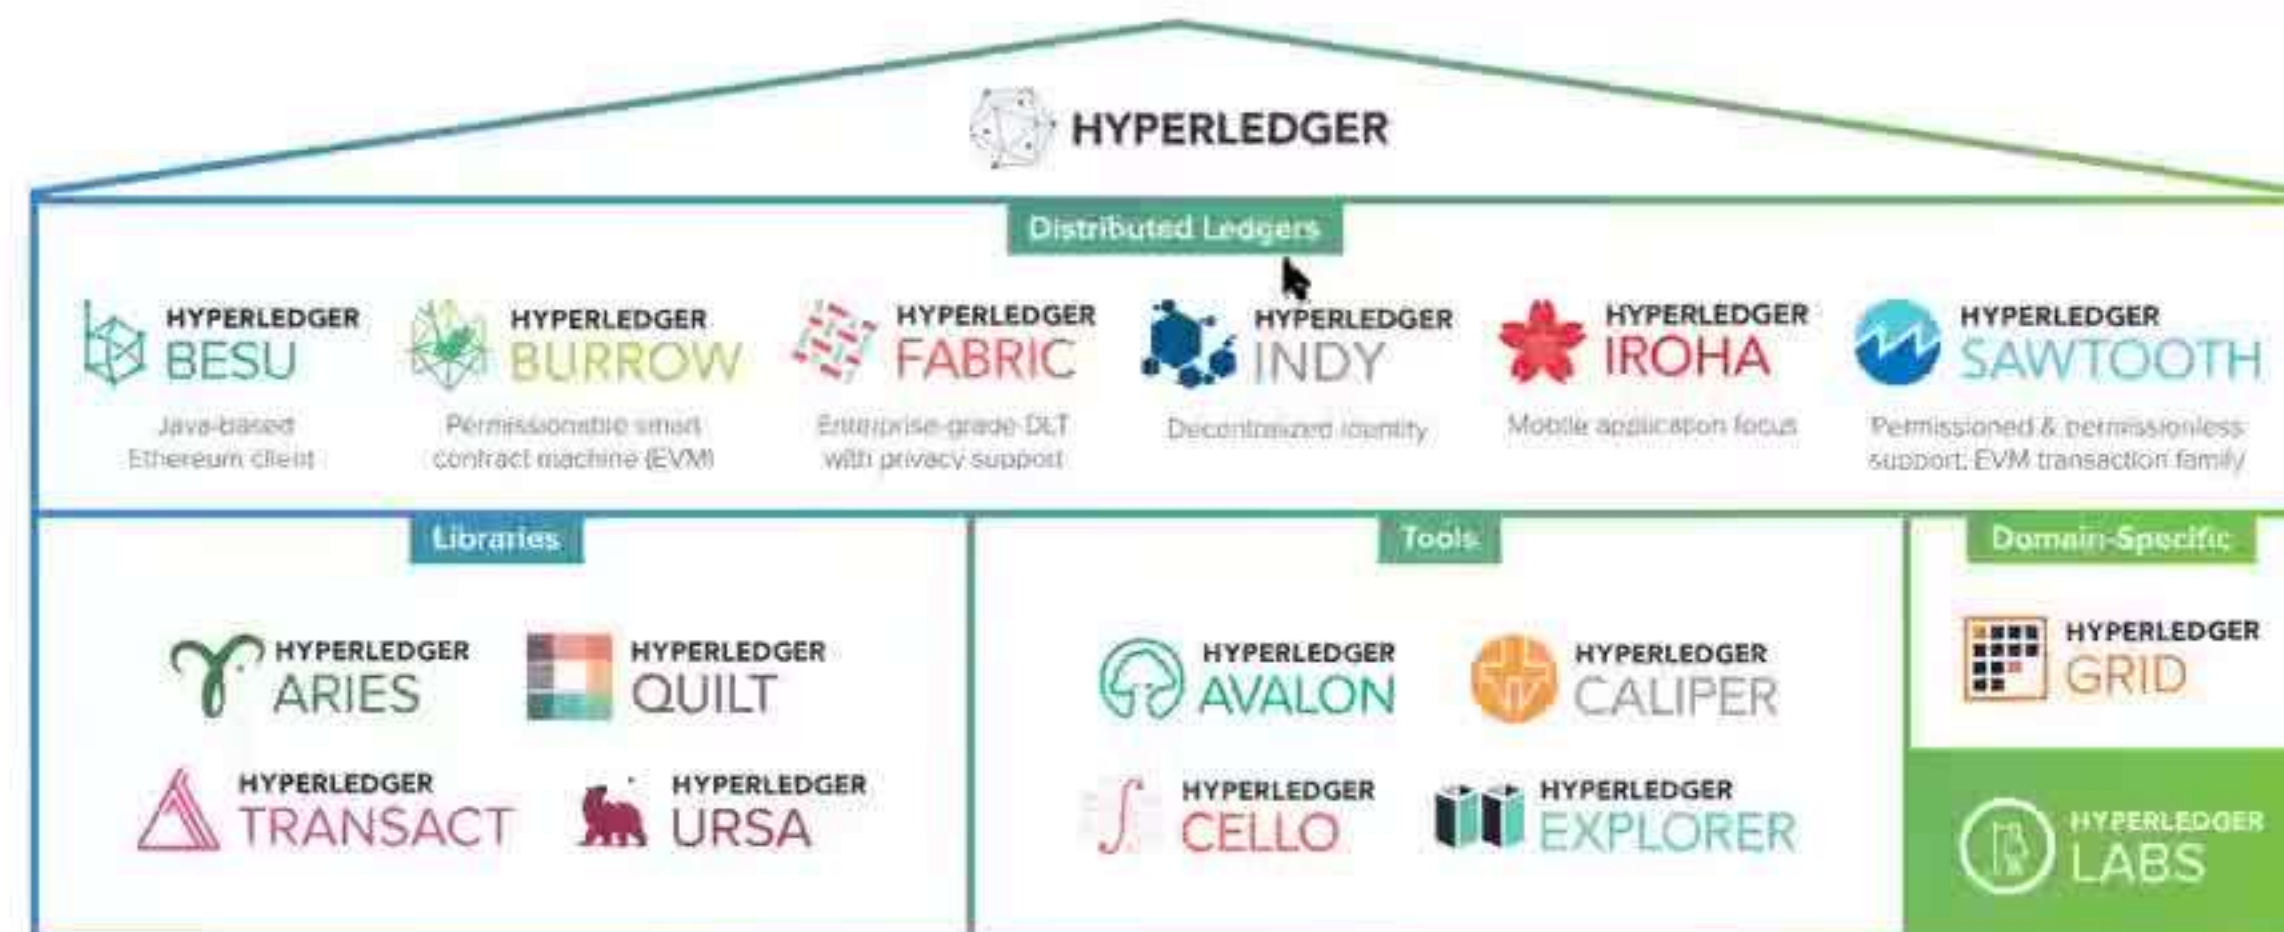 HYPERLEDGER
Distributed Ledgers
HYPERLEDGER
BESU
Java-based
Ethereum client
HYPERLEDGER
BURROW
Permissionable smart
contract machine (EVM)
HYPERLEDGER
FABRIC
Enterprise-grade DLT
with privacy support
HYPERLEDGER
INDY
Decentralized identity
HYPERLEDGER
IROHA
Mobile application focus
HYPERLEDGER
SAWTOOTH
Permissioned & permissionless
support; EVM transaction family
Libraries
HYPERLEDGER
ARIES
HYPERLEDGER
QUILT
HYPERLEDGER
TRANSACT
HYPERLEDGER
URSA
Tools
HYPERLEDGER
AVALON
HYPERLEDGER
CALIPER
HYPERLEDGER
CELLO
HYPERLEDGER
EXPLORER
Domain-Specific
HYPERLEDGER
GRID
HYPERLEDGER
LABS